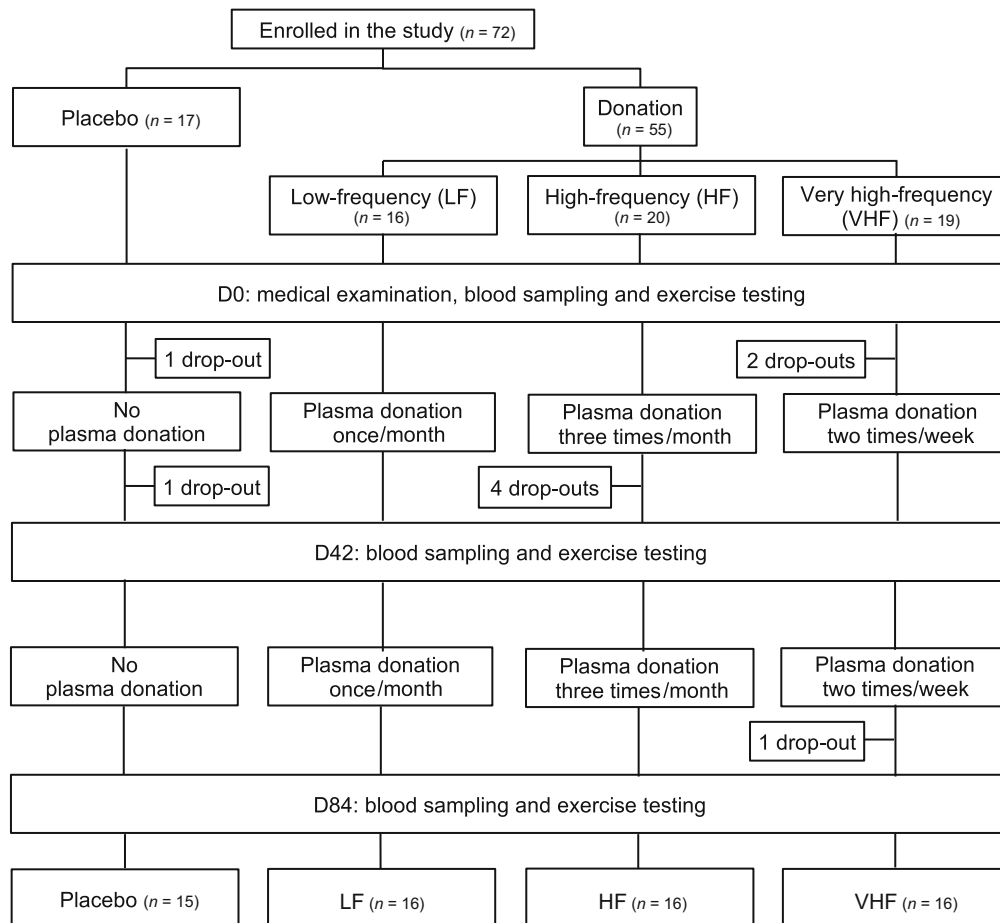 Enrolled in the study (n = 72)
Placebo (n = 17)
Donation
(n = 55)
Low-frequency (LF)
(n = 16)
High-frequency (HF)
(n = 20)
Very high-frequency
(VHF) (n = 19)
D0: medical examination, blood sampling and exercise testing
1 drop-out
2 drop-outs
No
plasma donation
Plasma donation
once/month
Plasma donation
three times/month
Plasma donation
two times/week
1 drop-out
4 drop-outs
D42: blood sampling and exercise testing
No
plasma donation
Plasma donation
once/month
Plasma donation
three times/month
Plasma donation
two times/week
1 drop-out
D84: blood sampling and exercise testing
Placebo (n = 15)
LF (n = 16)
HF (n = 16)
VHF (n = 16)